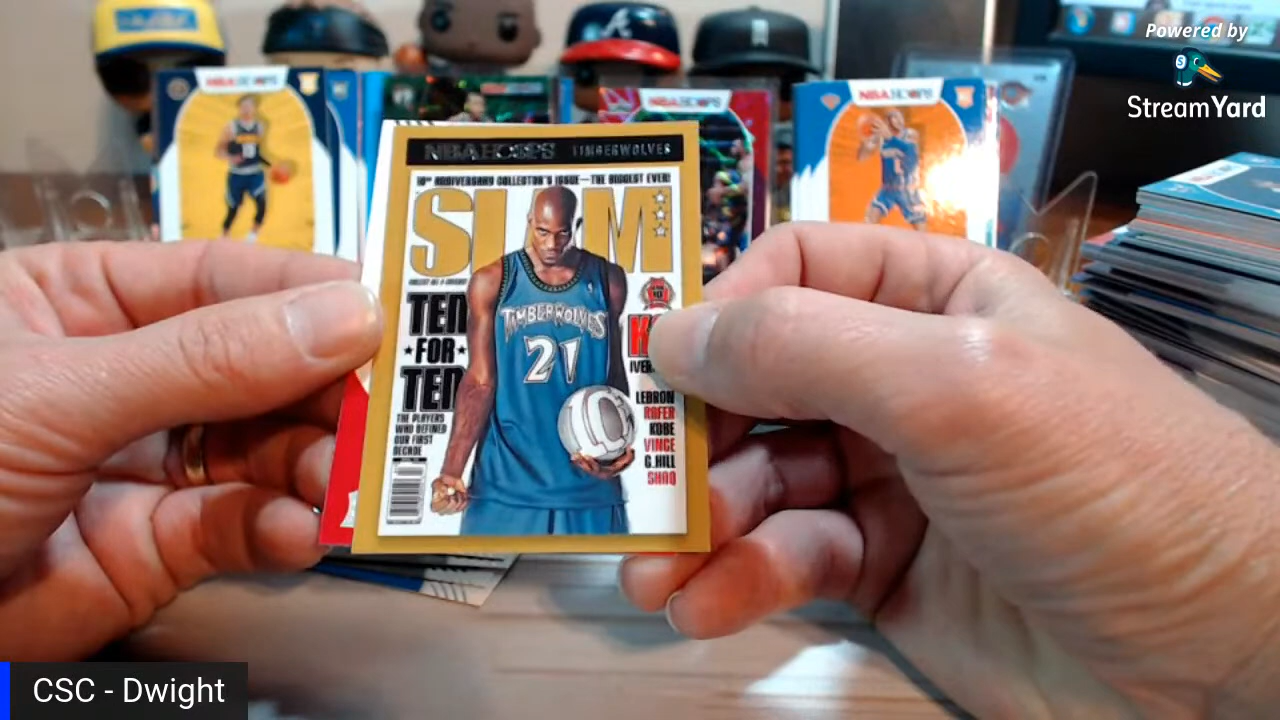 Powered by
StreamYard
NBA HOOPS
NBA HOOPS
NBA HOOPS
NBA HOOPS TIMBERWOLVES
10TH ANNIVERSARY COLLECTOR'S ISSUE—THE BIGGEST EVER!
SLAM
TEN
FOR
TEN
THE PLAYERS
WHO DEFINED
OUR FIRST
DECADE
TIMBERWOLVES
21
10
LEBRON
RAFER
KOBE
VINCE
G.HILL
SHAQ
CSC - Dwight